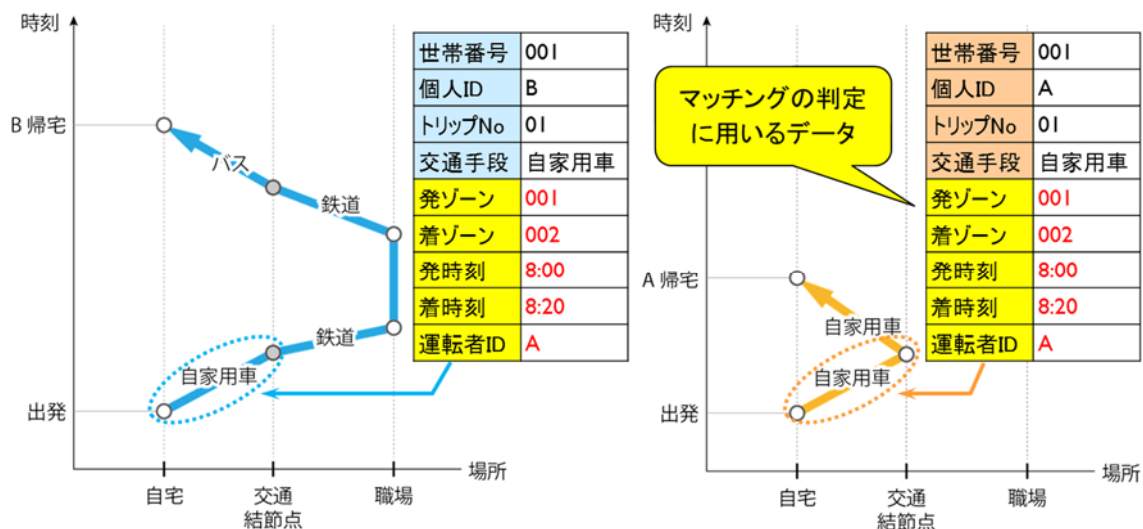 時刻
B 帰宅
出発
バス
鉄道
鉄道
自家用車
自宅
交通
結節点
職場
場所
世帯番号 001
個人ID B
トリップNo 01
交通手段 自家用車
発ゾーン 001
着ゾーン 002
発時刻 8:00
着時刻 8:20
運転者ID A
時刻
マッチングの判定
に用いるデータ
A 帰宅
出発
自家用車
自家用車
自宅
交通
結節点
職場
場所
世帯番号 001
個人ID A
トリップNo 01
交通手段 自家用車
発ゾーン 001
着ゾーン 002
発時刻 8:00
着時刻 8:20
運転者ID A